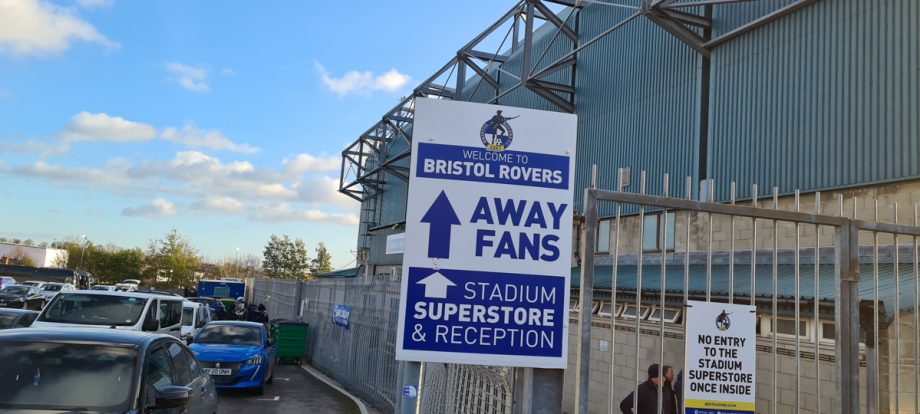 WELCOME TO
BRISTOL ROVERS
AWAY
FANS
STADIUM
SUPERSTORE
& RECEPTION
NO ENTRY
TO THE
STADIUM
SUPERSTORE
ONCE INSIDE